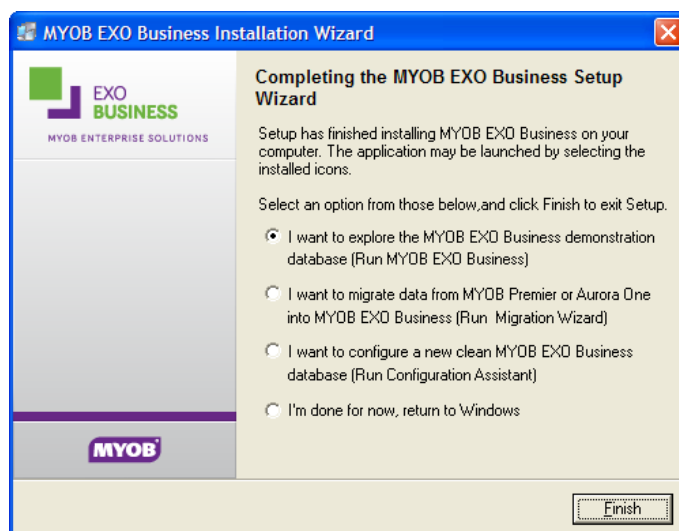 MYOB EXO Business Installation Wizard
EXO
BUSINESS
MYOB ENTERPRISE SOLUTIONS
Completing the MYOB EXO Business Setup
Wizard
Setup has finished installing MYOB EXO Business on your
computer. The application may be launched by selecting the
installed icons.
Select an option from those below,and click Finish to exit Setup.
I want to explore the MYOB EXO Business demonstration
database (Run MYOB EXO Business)
I want to migrate data from MYOB Premier or Aurora One
into MYOB EXO Business (Run Migration Wizard)
I want to configure a new clean MYOB EXO Business
database (Run Configuration Assistant)
I'm done for now, return to Windows
MYOB
Finish